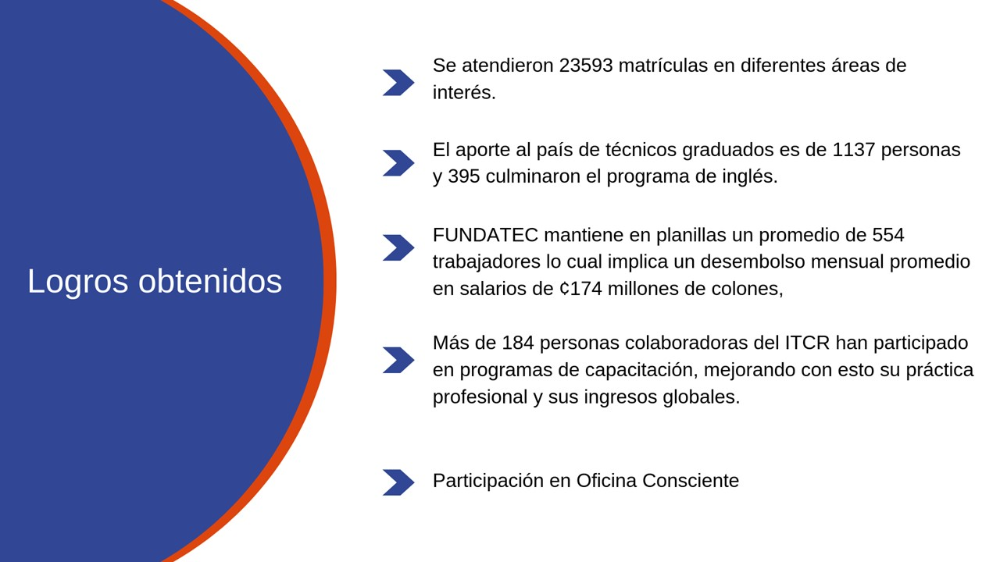 Logros obtenidos
Se atendieron 23593 matrículas en diferentes áreas de
interés.
El aporte al país de técnicos graduados es de 1137 personas
y 395 culminaron el programa de inglés.
FUNDATEC mantiene en planillas un promedio de 554
trabajadores lo cual implica un desembolso mensual promedio
en salarios de ¢174 millones de colones,
Más de 184 personas colaboradoras del ITCR han participado
en programas de capacitación, mejorando con esto su práctica
profesional y sus ingresos globales.
Participación en Oficina Consciente